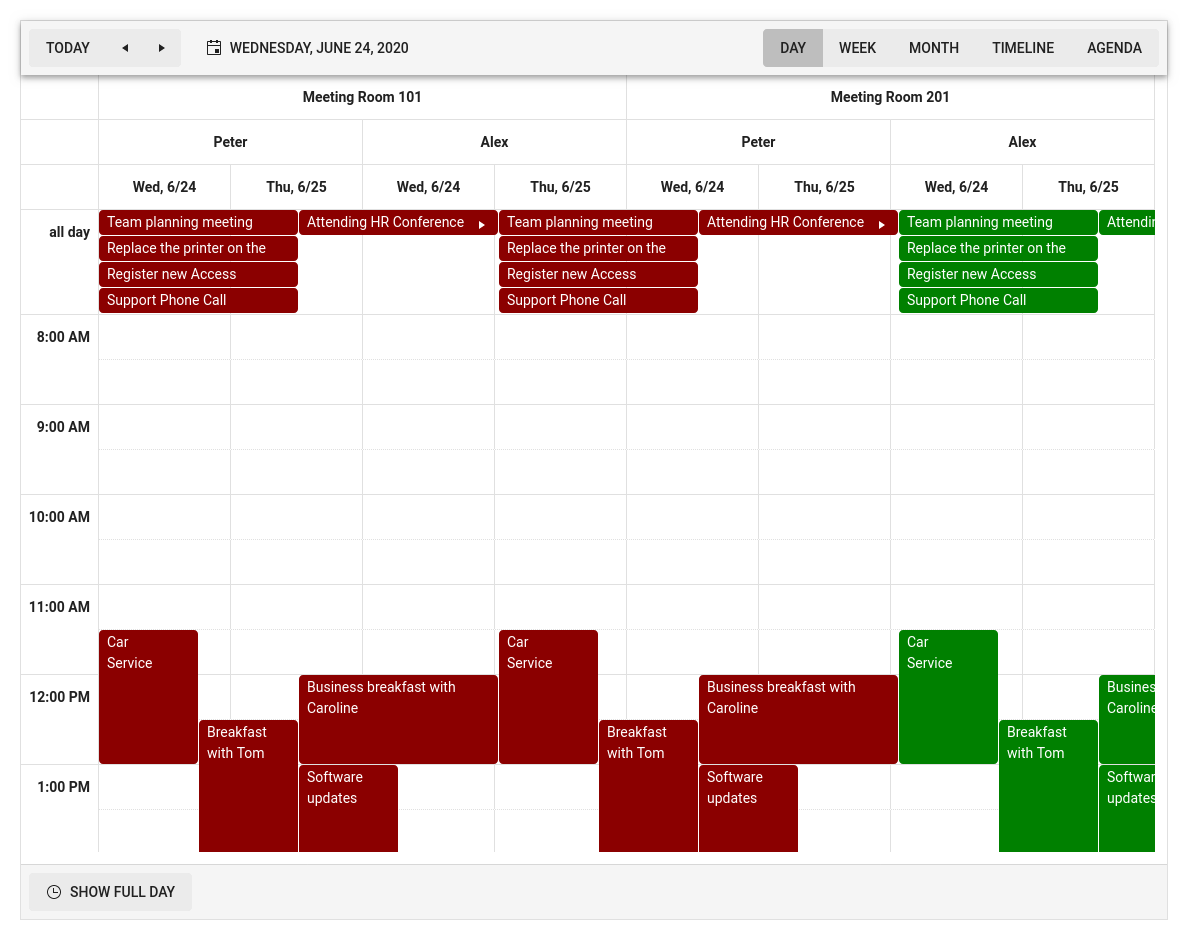 TODAY
WEDNESDAY, JUNE 24, 2020
DAY WEEK MONTH TIMELINE AGENDA
Meeting Room 101 Meeting Room 201
Peter Alex Peter Alex
Wed, 6/24 Thu, 6/25 Wed, 6/24 Thu, 6/25 Wed, 6/24 Thu, 6/25 Wed, 6/24 Thu, 6/25
all day
Team planning meeting Attending HR Conference Team planning meeting Attending HR Conference Team planning meeting Attendin
Replace the printer on the Replace the printer on the Replace the printer on the
Register new Access Register new Access Register new Access
Support Phone Call Support Phone Call Support Phone Call
8:00 AM
9:00 AM
10:00 AM
11:00 AM
Car Car Car
Service Service Service
12:00 PM
Business breakfast with Business breakfast with Busines
Caroline Caroline Caroline
Breakfast Breakfast Breakfast
with Tom with Tom with Tom
1:00 PM
Software Software Softwar
updates updates updates
SHOW FULL DAY